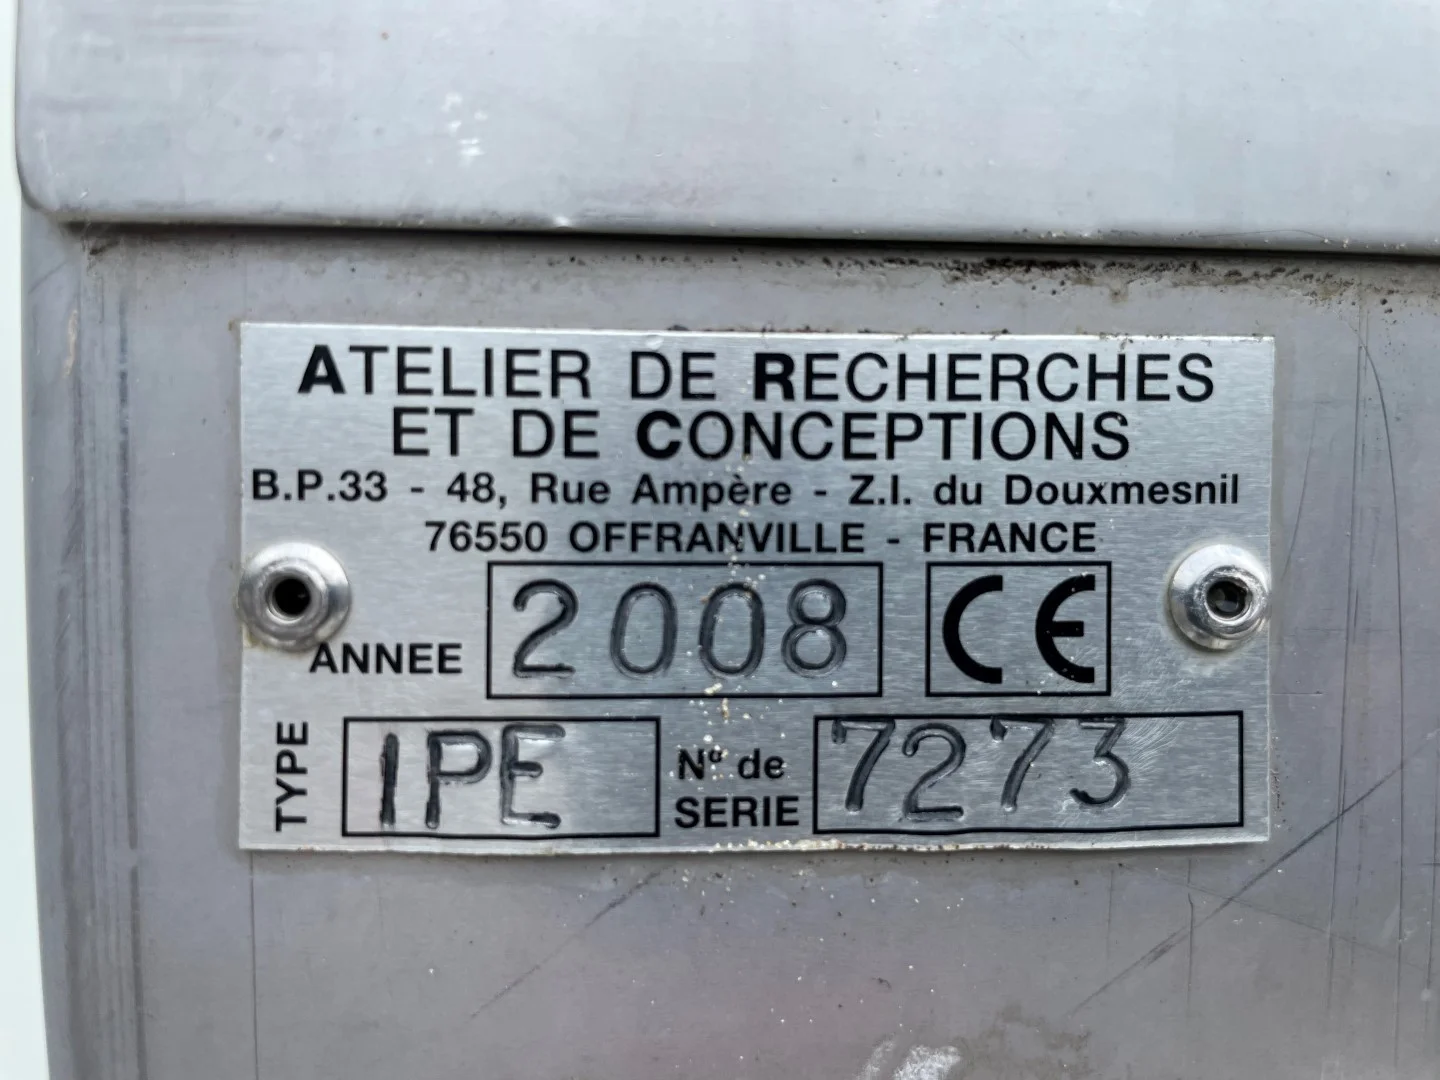 ATELIER DE RECHERCHES
ET DE CONCEPTIONS
B.P.33 - 48, Rue Ampère - Z.I. du Douxmesnil
76550 OFFRANVILLE - FRANCE
ANNEE 2008 CE
TYPE IPE N° de SERIE 7273